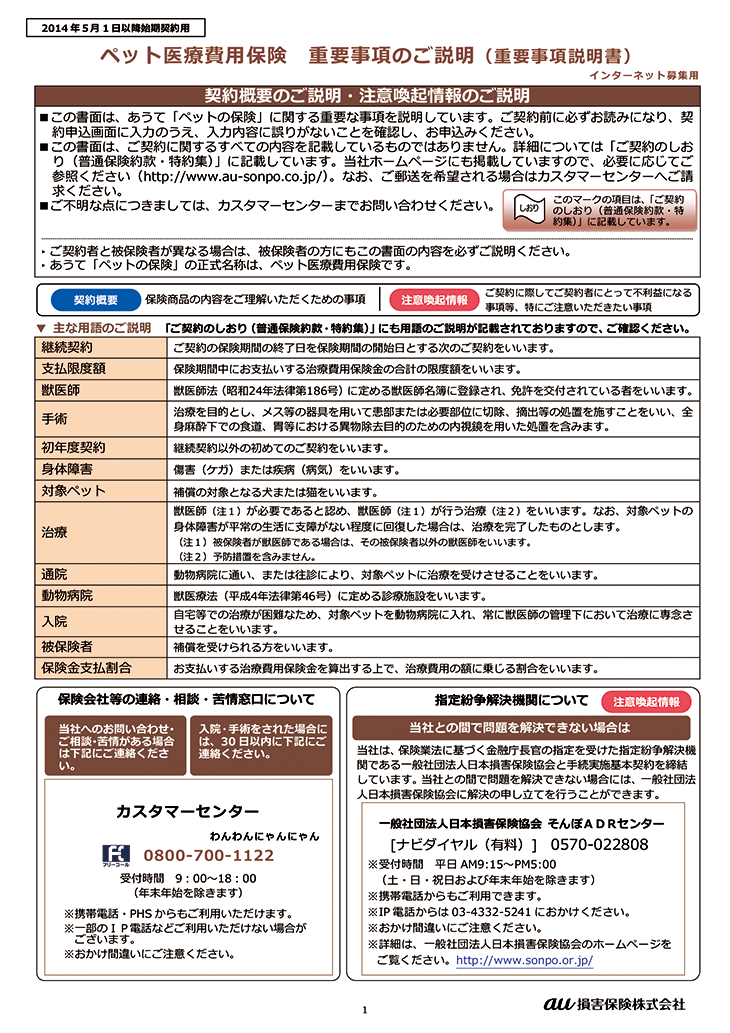 2014年5月1日以降始期契約用
ペット医療費用保険　重要事項のご説明（重要事項説明書）
インターネット募集用
契約概要のご説明・注意喚起情報のご説明
■この書面は、あうて「ペットの保険」に関する重要な事項を説明しています。ご契約前に必ずお読みになり、契
約申込画面に入力のうえ、入力内容に誤りがないことを確認し、お申込みください。
■この書面は、ご契約に関するすべての内容を記載しているものではありません。詳細については「ご契約のしお
り（普通保険約款・特約集）」に記載しています。当社ホームページにも掲載していますので、必要に応じてご
参照ください（http://www.au-sonpo.co.jp/）。なお、ご郵送を希望される場合はカスタマーセンターへご請
求ください。
■ご不明な点につきましては、カスタマーセンターまでお問い合わせください。
しおり
このマークの項目は、「ご契約
のしおり（普通保険約款・特
約集）」に記載しています。
・ご契約者と被保険者が異なる場合は、被保険者の方にもこの書面の内容を必ずご説明ください。
・あうて「ペットの保険」の正式名称は、ペット医療費用保険です。
契約概要
保険商品の内容をご理解いただくための事項
注意喚起情報
ご契約に際してご契約者にとって不利益になる
事項等、特にご注意いただきたい事項
▼ 主な用語のご説明　「ご契約のしおり（普通保険約款・特約集）」にも用語のご説明が記載されておりますので、ご確認ください。
継続契約
ご契約の保険期間の終了日を保険期間の開始日とする次のご契約をいいます。
支払限度額
保険期間中にお支払いする治療費用保険金の合計の限度額をいいます。
獣医師
獣医師法（昭和24年法律第186号）に定める獣医師名簿に登録され、免許を交付されている者をいいます。
手術
治療を目的とし、メス等の器具を用いて患部または必要部位に切除、摘出等の処置を施すことをいい、全
身麻酔下での食道、胃等における異物除去目的のための内視鏡を用いた処置を含みます。
初年度契約
継続契約以外の初めてのご契約をいいます。
身体障害
傷害（ケガ）または疾病（病気）をいいます。
対象ペット
補償の対象となる犬または猫をいいます。
治療
獣医師（注１）が必要であると認め、獣医師（注１）が行う治療（注２）をいいます。なお、対象ペットの
身体障害が平常の生活に支障がない程度に回復した場合は、治療を完了したものとします。
（注１）被保険者が獣医師である場合は、その被保険者以外の獣医師をいいます。
（注２）予防措置を含みません。
通院
動物病院に通い、または往診により、対象ペットに治療を受けさせることをいいます。
動物病院
獣医療法（平成4年法律第46号）に定める診療施設をいいます。
入院
自宅等での治療が困難なため、対象ペットを動物病院に入れ、常に獣医師の管理下において治療に専念さ
せることをいいます。
被保険者
補償を受けられる方をいいます。
保険金支払割合
お支払いする治療費用保険金を算出する上で、治療費用の額に乗じる割合をいいます。
保険会社等の連絡・相談・苦情窓口について
当社へのお問い合わせ・
ご相談・苦情がある場合
は下記にご連絡くださ
い。
入院・手術をされた場合に
は、30日以内に下記にご
連絡ください。
カスタマーセンター
わんわんにゃんにゃん
フリーコール
0800-700-1122
受付時間　9：00～18：00
（年末年始を除きます）
※携帯電話・PHSからもご利用いただけます。
※一部のＩＰ電話などご利用いただけない場合が
ございます。
※おかけ間違いにご注意ください。
指定紛争解決機関について
注意喚起情報
当社との間で問題を解決できない場合は
当社は、保険業法に基づく金融庁長官の指定を受けた指定紛争解決機
関である一般社団法人日本損害保険協会と手続実施基本契約を締結
しています。当社との間で問題を解決できない場合には、一般社団法
人日本損害保険協会に解決の申し立てを行うことができます。
一般社団法人日本損害保険協会 そんぽＡＤＲセンター
[ナビダイヤル（有料）]　0570-022808
※受付時間　平日AM9:15～PM5:00
（土・日・祝日および年末年始を除きます）
※携帯電話からもご利用できます。
※IP電話からは03-4332-5241におかけください。
※おかけ間違いにご注意ください。
※詳細は、一般社団法人日本損害保険協会のホームページを
ご覧ください。http://www.sonpo.or.jp/
1
au損害保険株式会社